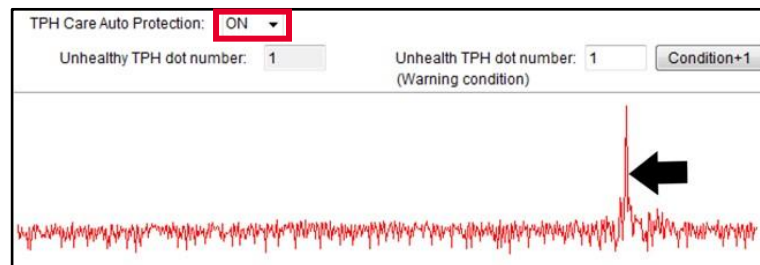 TPH Care Auto Protection: ON
Unhealthy TPH dot number: 1 Unhealth TPH dot number: 1 Condition+1
(Warning condition)